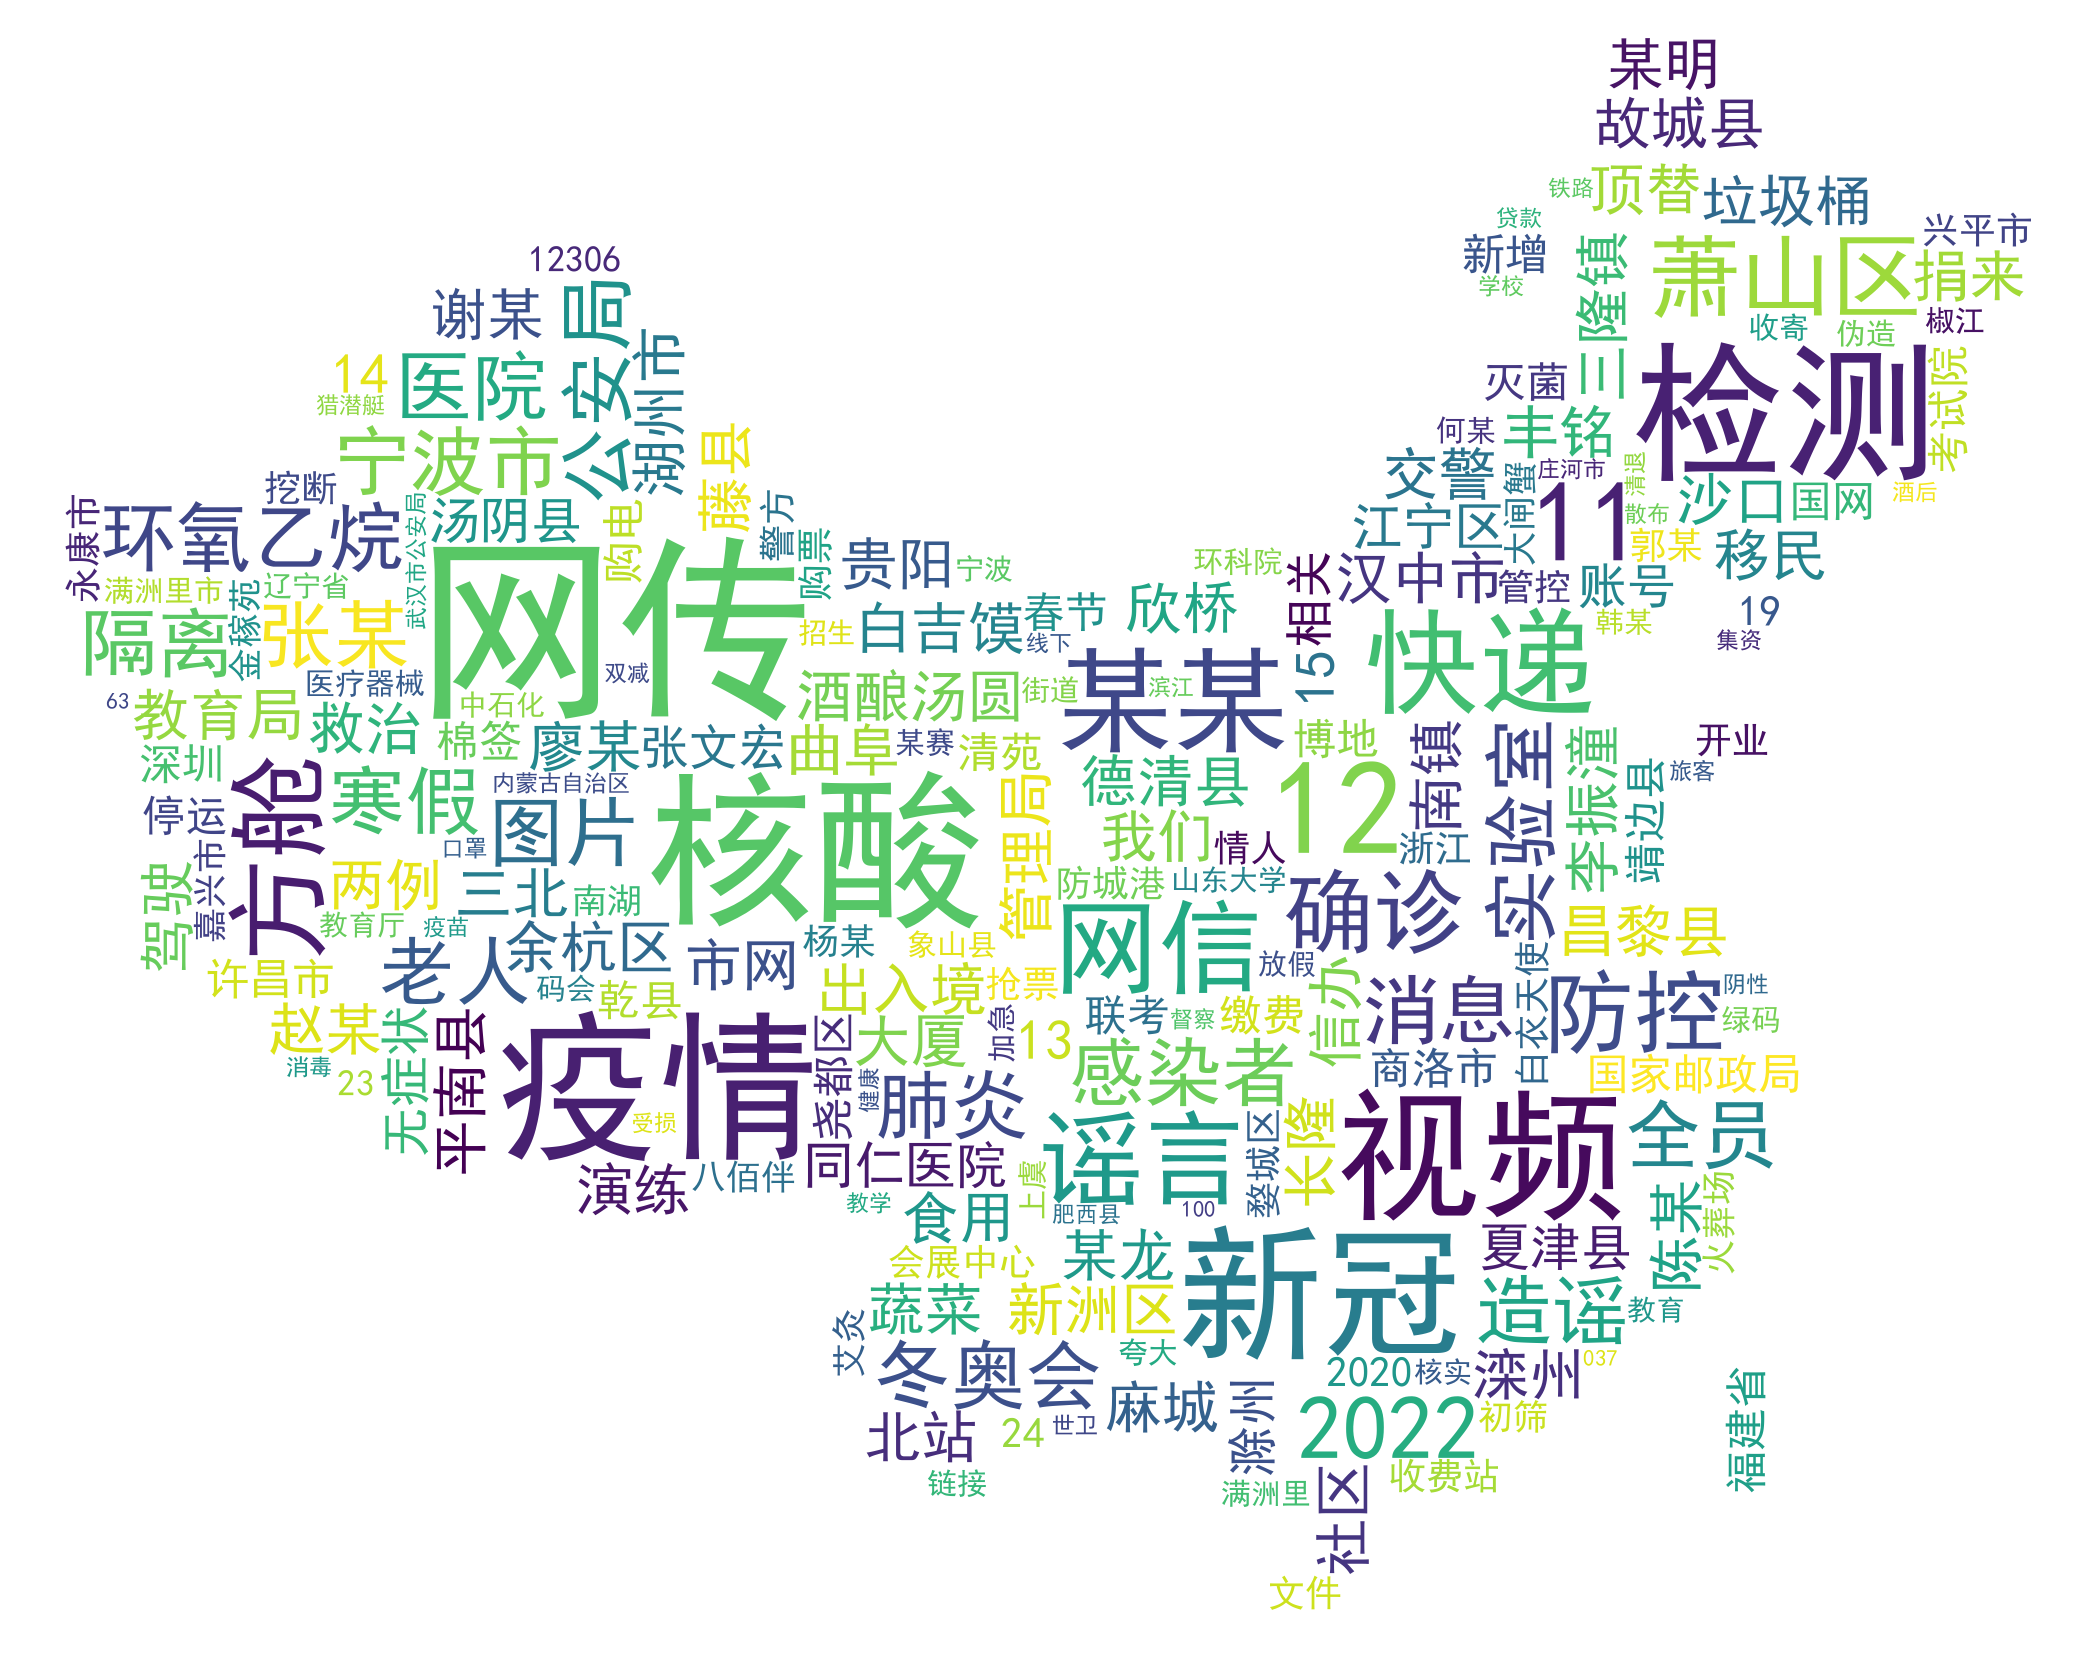 某明
故城县
铁路
顶替
垃圾桶
贷款
兴平市
12306
新增
三隆镇
萧山区
捐来
学校
谢某
公安局
收寄
伪造
椒江
14
医院
湖州市
检测
考试院
猎潜艇
灭菌
宁波市
藤县
何某
丰铭
挖断
交警
大闸蟹
庄河市
清退
永康市
环氧乙烷
武汉市公安局
汤阴县
购电
警方
11
沙口
国网
酒后
江宁区
散布
网传
购票
贵阳
宁波
环科院
相关
汉中市
管控
账号
郭某
移民
满洲里市
金稼苑
辽宁省
隔离
张某
招生
白吉馍
春节
线下
欣桥
15
快递
韩某
19
集资
医疗器械
双减
某某
63
教育局
救治
中石化
酒酿汤圆
街道
滨江
棉签
廖某
张文宏
曲阜
某赛
清苑
博地
南镇
实验室
开业
深圳
方舱
寒假
内蒙古自治区
核酸
管理局
德清县
12
李振潼
靖边县
旅客
停运
图片
我们
情人
浙江
嘉兴市
口罩
驾驶
两例
三北
南湖
防城港
山东大学
确诊
教育厅
疫苗
老人
余杭区
市网
杨某
象山县
网信
放假
昌黎县
许昌市
码会
乾县
出入境
抢票
信办
消息
防控
白衣天使
阴性
赵某
无症状
平南县
疫情
尧都区
大厦
加急
13
联考
督察
缴费
绿码
消毒
23
健康
肺炎
感染者
商洛市
国家邮政局
受损
谣言
婺城区
长隆
视频
全员
演练
八佰伴
同仁医院
上虞
陈某
火葬场
教学
食用
肥西县
100
会展中心
某龙
新冠
夏津县
蔬菜
新洲区
造谣
教育
艾灸
冬奥会
夸大
2020
核实
滦州
037
麻城
滁州
2022
初筛
福建省
北站
24
世卫
链接
满洲里
社区
收费站
文件